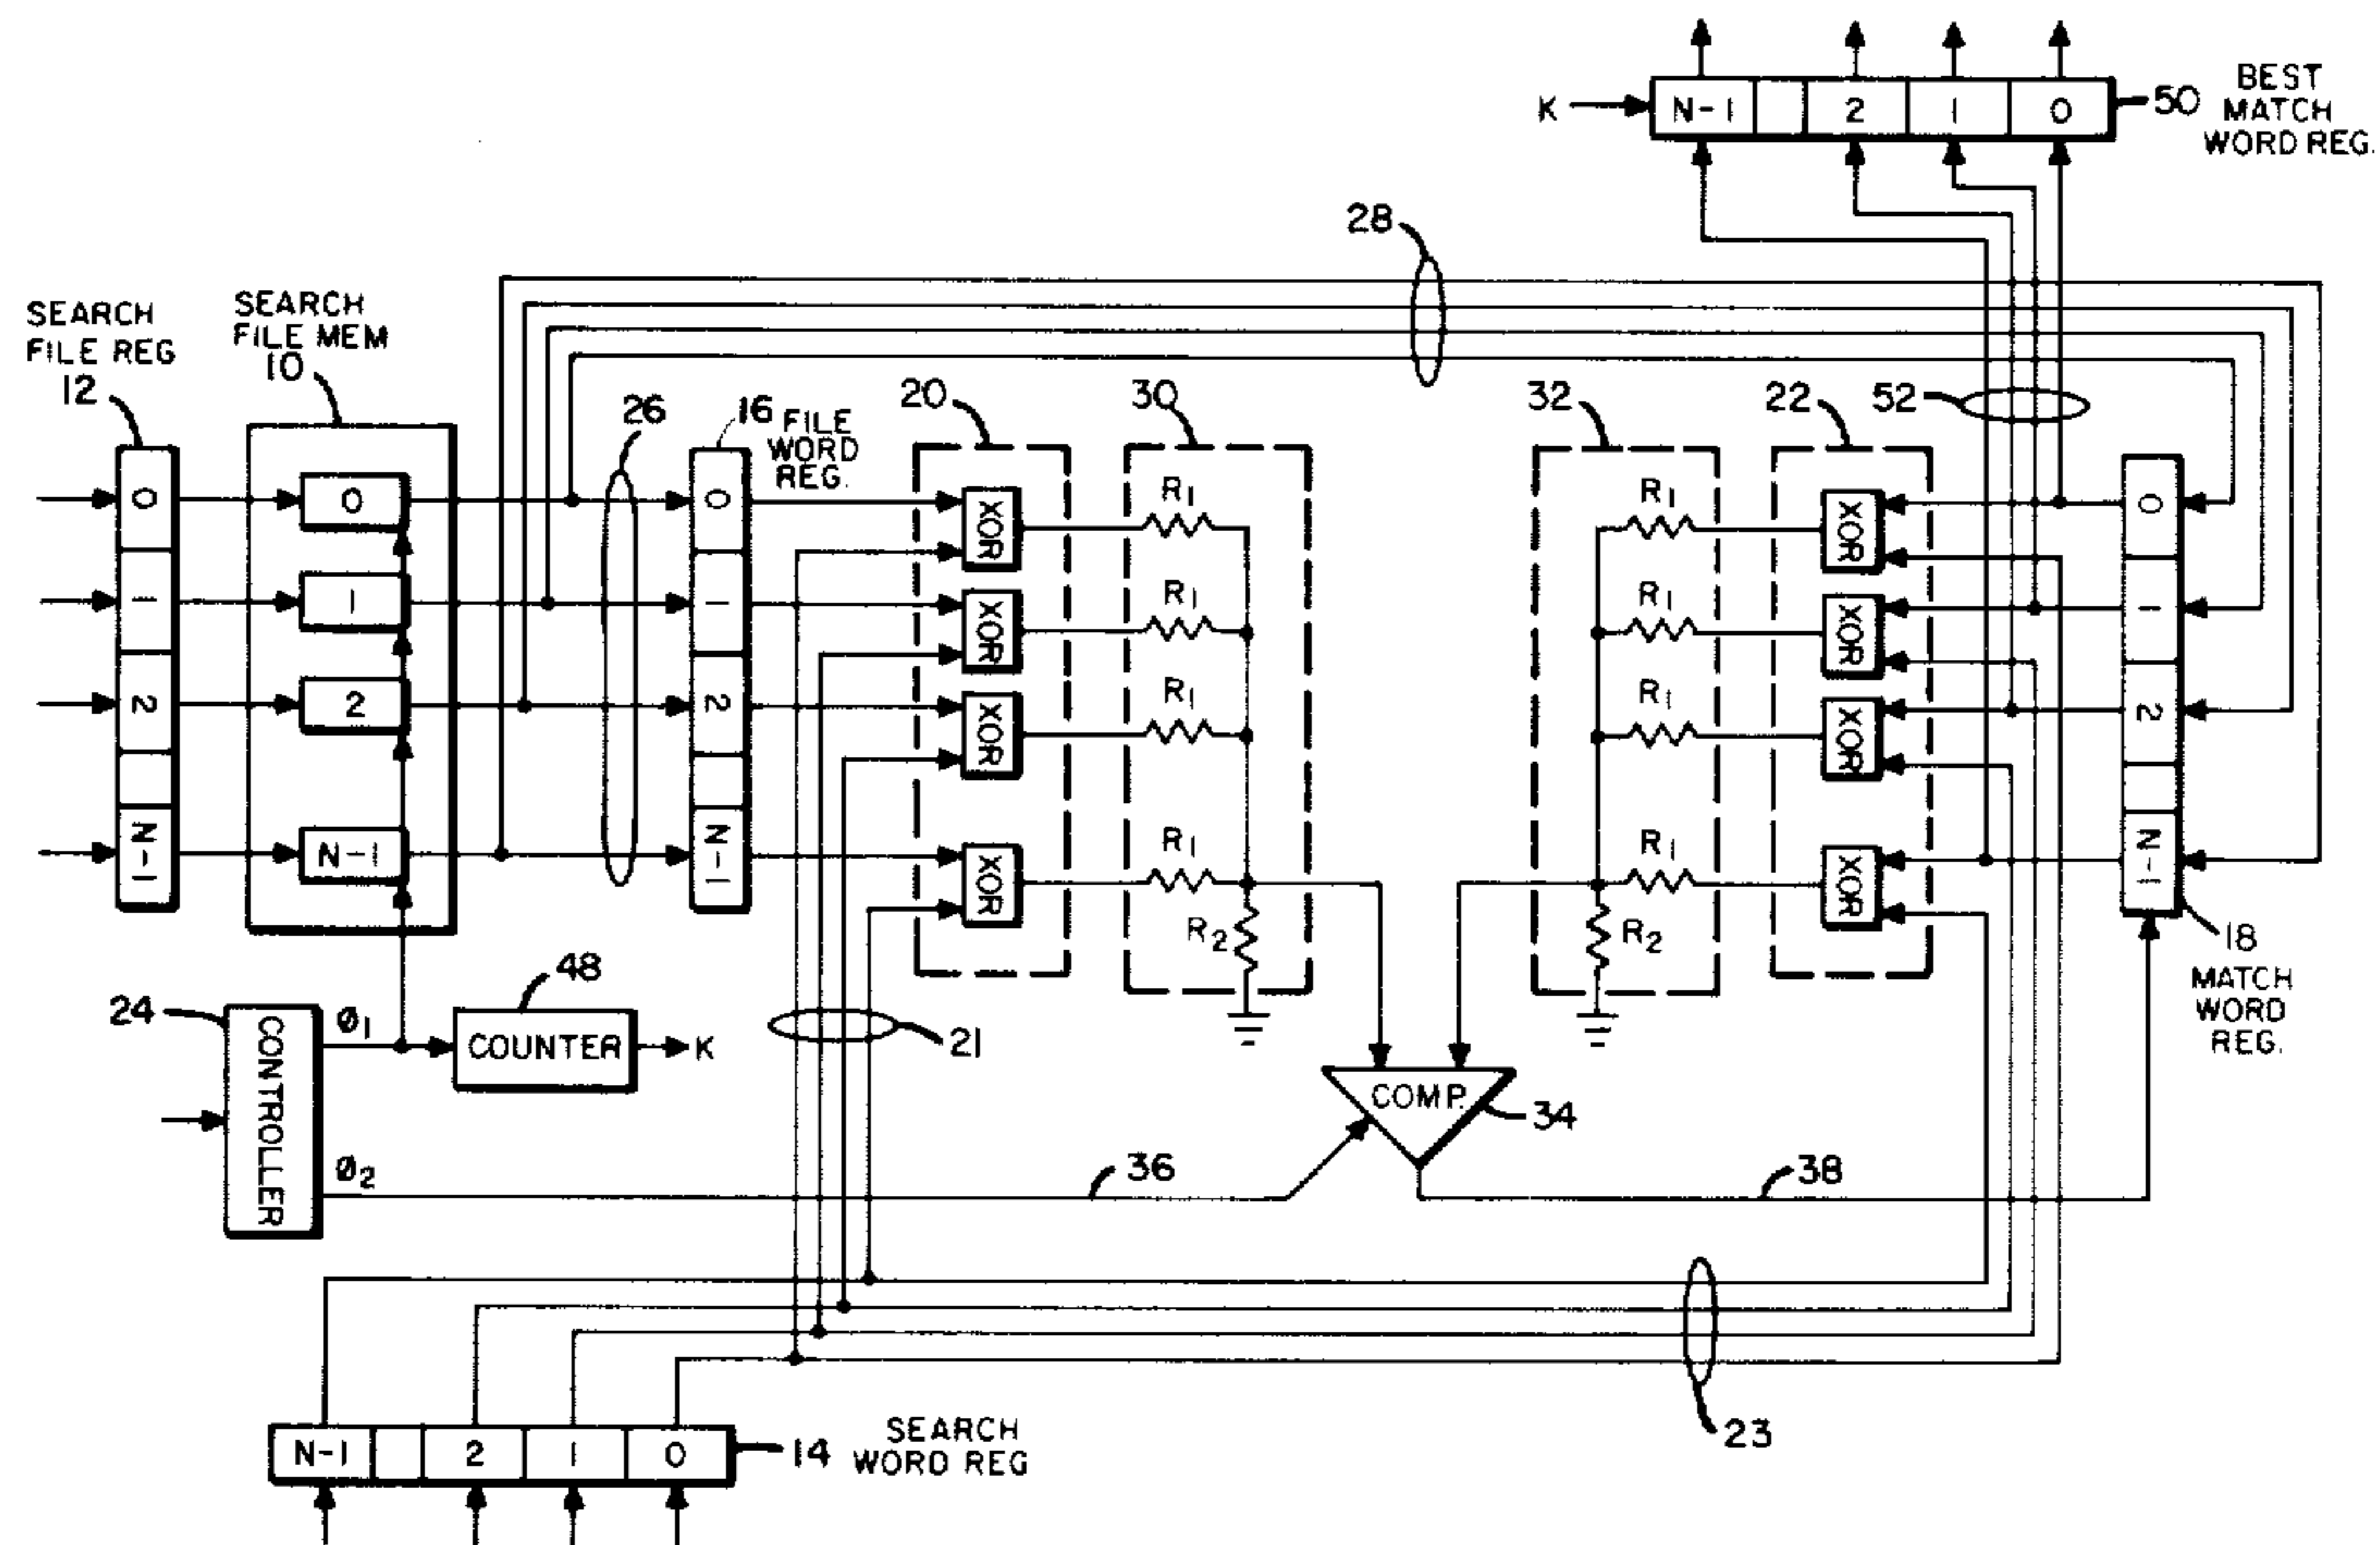 K
N-1 2 1 0
50
BEST
MATCH
WORD REG.
28
SEARCH
FILE REG
12
SEARCH
FILE MEM
10
26
16 FILE
WORD
REG.
20
30
32
22
52
0
1
2
N-1
0
1
2
N-1
0
1
2
N-1
XOR
XOR
XOR
XOR
R1
R1
R1
R1
R2
R1
R1
R1
R1
R2
XOR
XOR
XOR
XOR
0
1
2
N-1
18
MATCH
WORD
REG.
24
CONTROLLER
Ø1
Ø2
48
COUNTER
K
21
COMP.
34
36
38
23
N-1 2 1 0
14
SEARCH
WORD REG